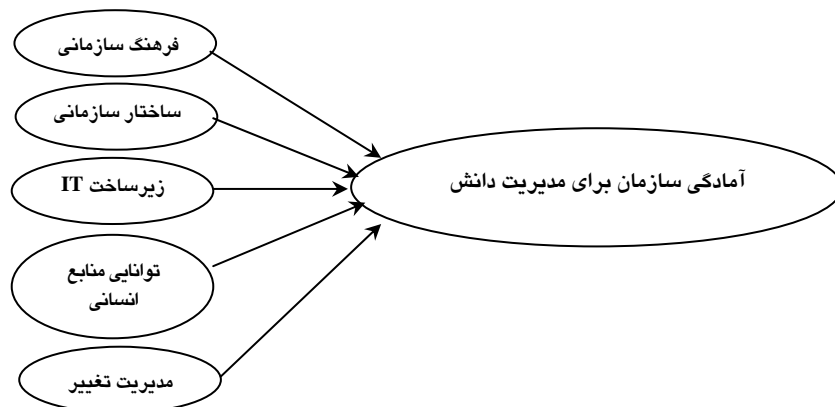 فرهنگ سازمانی
ساختار سازمانی
زیرساخت IT
توانایی منابع
انسانی
مدیریت تغییر
آمادگی سازمان برای مدیریت دانش